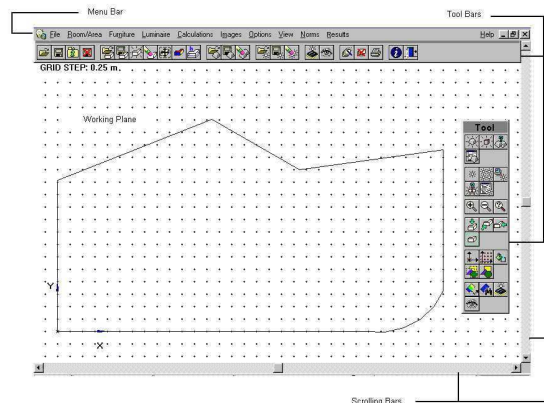 Menu Bar
Tool Bars
File Room/Area Furniture Luminaire Calculations Images Options View Norms Results Help
GRID STEP: 0.25 m.
Working Plane
Tool
Y
X
Scrolling Bars